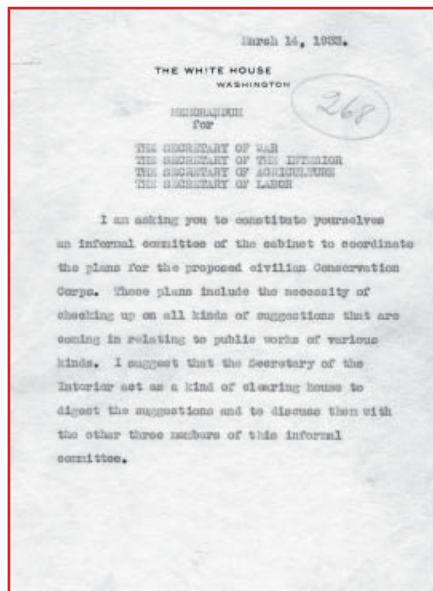 March 14, 1933.
THE WHITE HOUSE
WASHINGTON
268
MEMORANDUM
for
THE SECRETARY OF WAR
THE SECRETARY OF THE INTERIOR
THE SECRETARY OF AGRICULTURE
THE SECRETARY OF LABOR
I am asking you to constitute yourselves
an informal committee of the cabinet to coordinate
the plans for the proposed civilian Conservation
Corps. These plans include the necessity of
checking up on all kinds of suggestions that are
coming in relating to public works of various
kinds. I suggest that the Secretary of the
Interior act as a kind of clearing house to
digest the suggestions and to discuss them with
the other three members of this informal
committee.